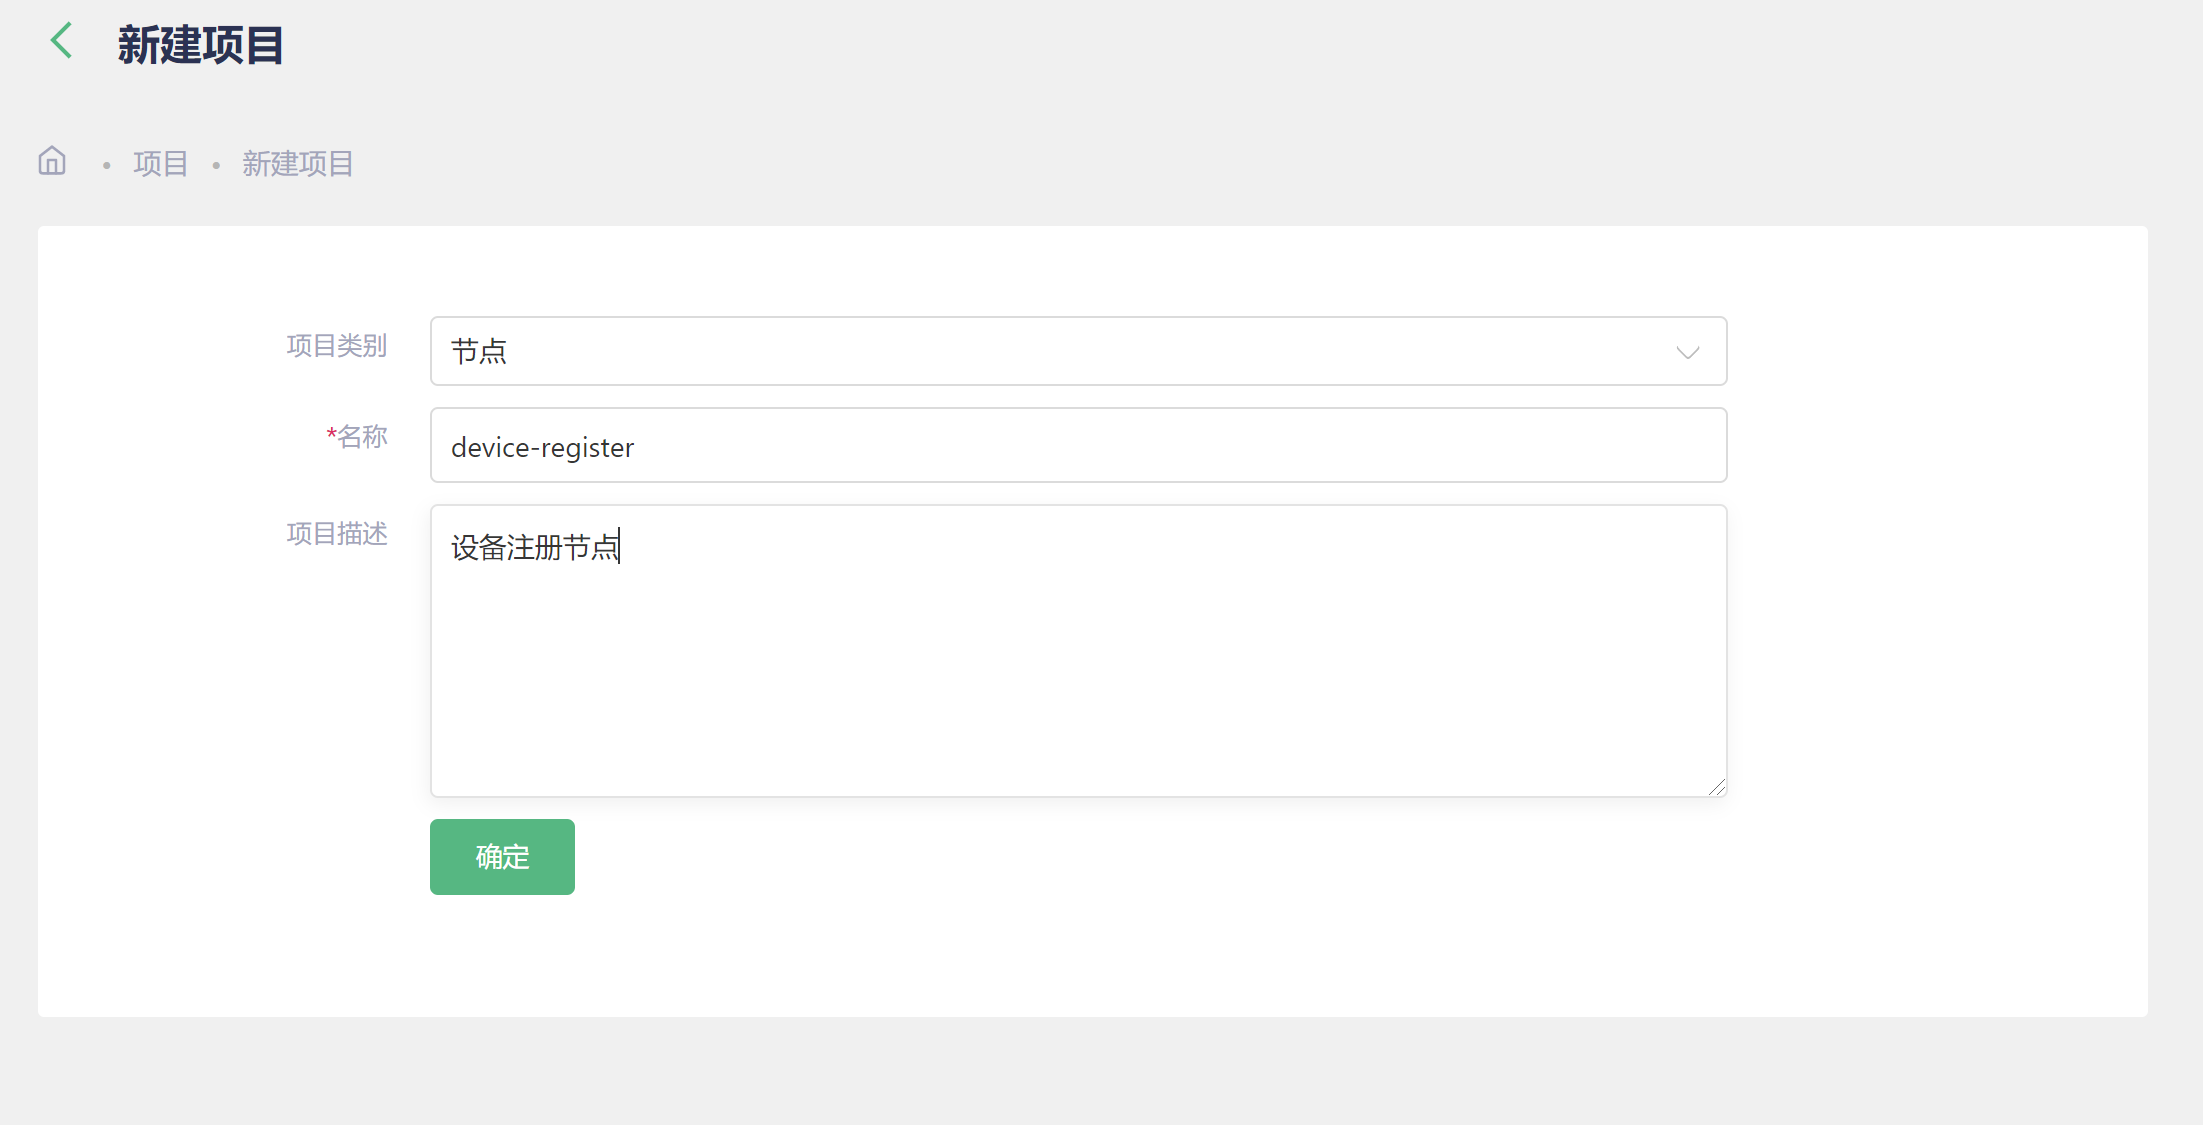 新建项目
• 项目 • 新建项目
项目类别
节点
*名称
device-register
项目描述
设备注册节点
确定